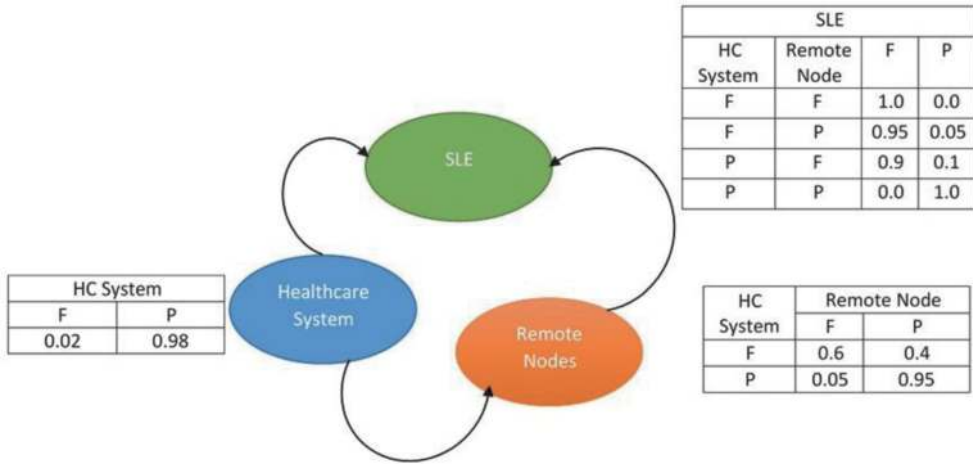 SLE
HC System Remote Node F P
F F 1.0 0.0
F P 0.95 0.05
P F 0.9 0.1
P P 0.0 1.0
SLE
Healthcare
System
Remote
Nodes
HC System
F P
0.02 0.98
HC System Remote Node
F P
F 0.6 0.4
P 0.05 0.95